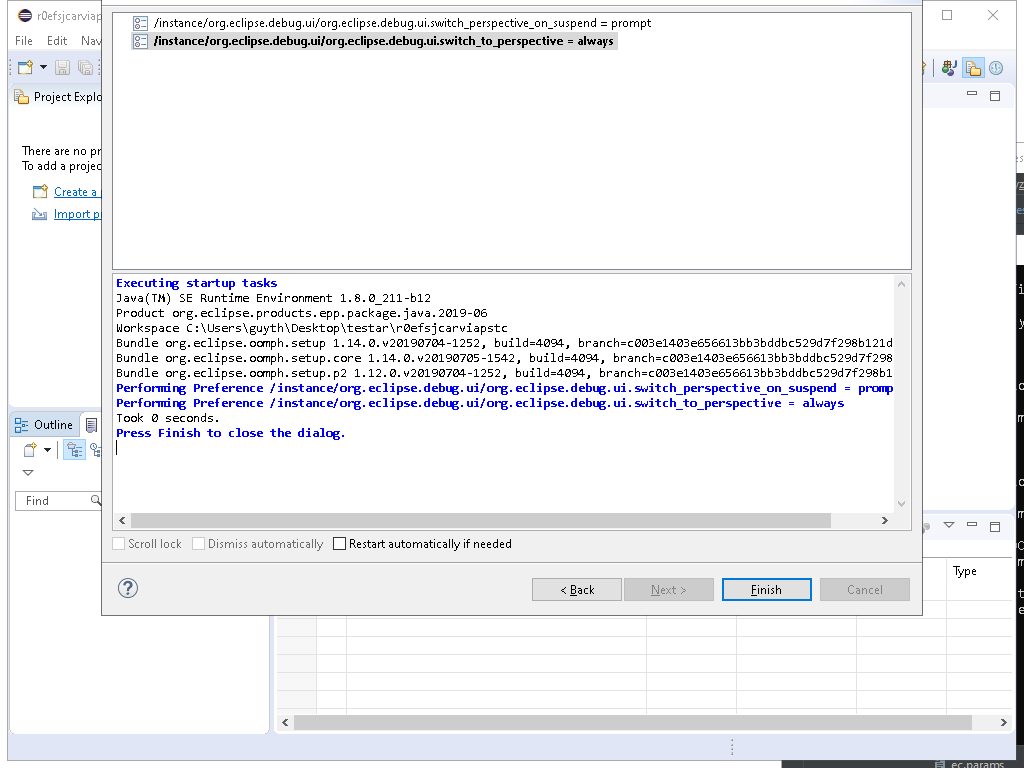 r0efsjcarviap
File Edit Nav
Project Explo
There are no pr
To add a projec
Create a
Import p
/instance/org.eclipse.debug.ui/org.eclipse.debug.ui.switch_perspective_on_suspend = prompt
/instance/org.eclipse.debug.ui/org.eclipse.debug.ui.switch_to_perspective = always
Executing startup tasks
Java(TM) SE Runtime Environment 1.8.0_211-b12
Product org.eclipse.products.epp.package.java.2019-06
Workspace C:\Users\guyth\Desktop\testar\r0efsjcarviapstc
Bundle org.eclipse.oomph.setup 1.14.0.v20190704-1252, build=4094, branch=c003e1403e656613bb3bddbc529d7f298b121d
Bundle org.eclipse.oomph.setup.core 1.14.0.v20190705-1542, build=4094, branch=c003e1403e656613bb3bddbc529d7f298
Bundle org.eclipse.oomph.setup.p2 1.12.0.v20190704-1252, build=4094, branch=c003e1403e656613bb3bddbc529d7f298b1
Performing Preference /instance/org.eclipse.debug.ui/org.eclipse.debug.ui.switch_perspective_on_suspend = promp
Performing Preference /instance/org.eclipse.debug.ui/org.eclipse.debug.ui.switch_to_perspective = always
Took 0 seconds.
Press Finish to close the dialog.
Scroll lock Dismiss automatically Restart automatically if needed
< Back Next > Finish Cancel
Outline
Find
Type
ec.params